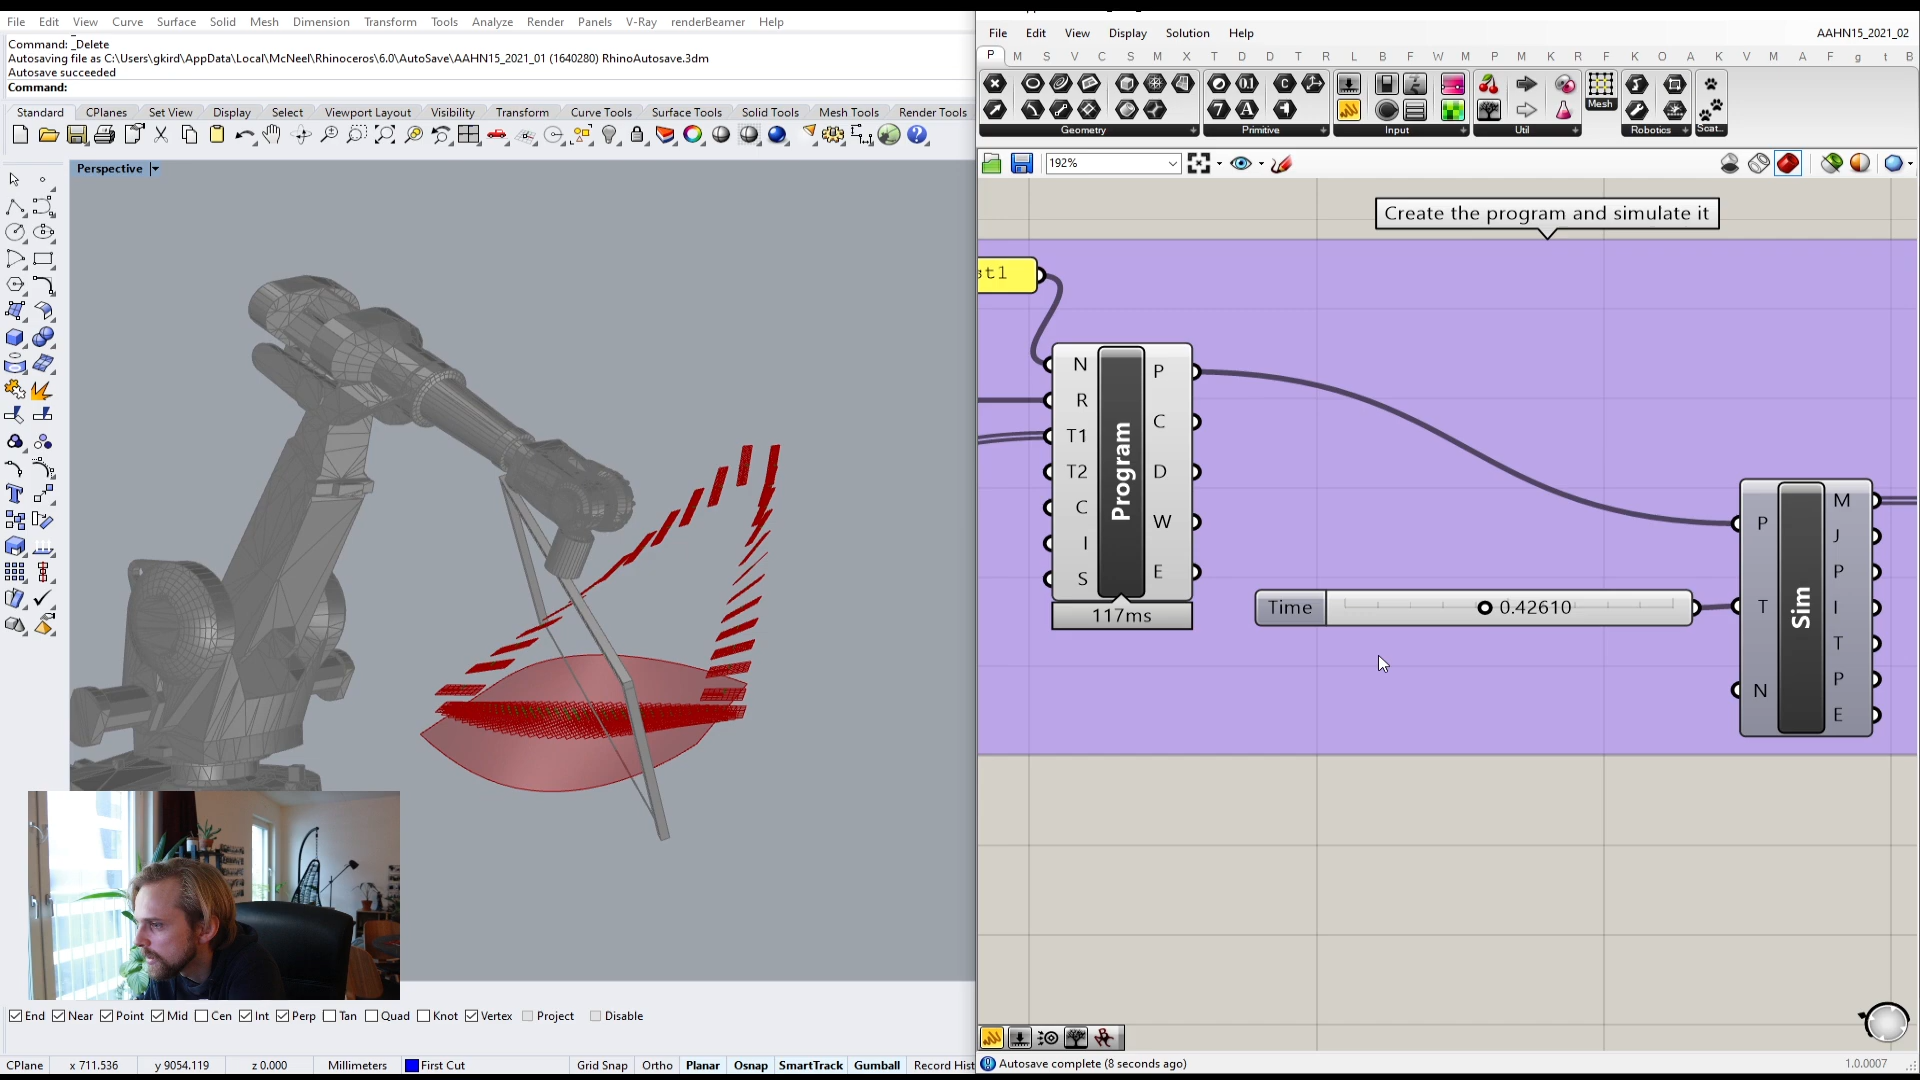 File Edit View Curve Surface Solid Mesh Dimension Transform Tools Analyze Render Panels V-Ray renderBeamer Help
Command: _Delete
Autosaving file as C:\Users\gkird\AppData\Local\McNeel\Rhinoceros\6.0\AutoSave\AAHN15_2021_01 (1640280) RhinoAutosave.3dm
Autosave succeeded
Command:
Standard CPlanes Set View Display Select Viewport Layout Visibility Transform Curve Tools Surface Tools Solid Tools Mesh Tools Render Tools
Perspective
End Near Point Mid Cen Int Perp Tan Quad Knot Vertex Project Disable
CPlane x 711.536 y 9054.119 z 0.000 Millimeters First Cut Grid Snap Ortho Planar Osnap SmartTrack Gumball Record Hist
File Edit View Display Solution Help AAHN15_2021_02
P M S V C S M X T D D T R L B F S M P M K R F K L O A K V M A F g t B
Geometry Primitive Input Util Mesh Robotics Scat...
192%
Create the program and simulate it
st1
N
R
T1
T2
C
I
S
Program
P
C
D
W
E
117ms
Time 0.42610
P
T
N
Sim
M
J
P
I
T
P
E
Autosave complete (8 seconds ago) 1.0.0007